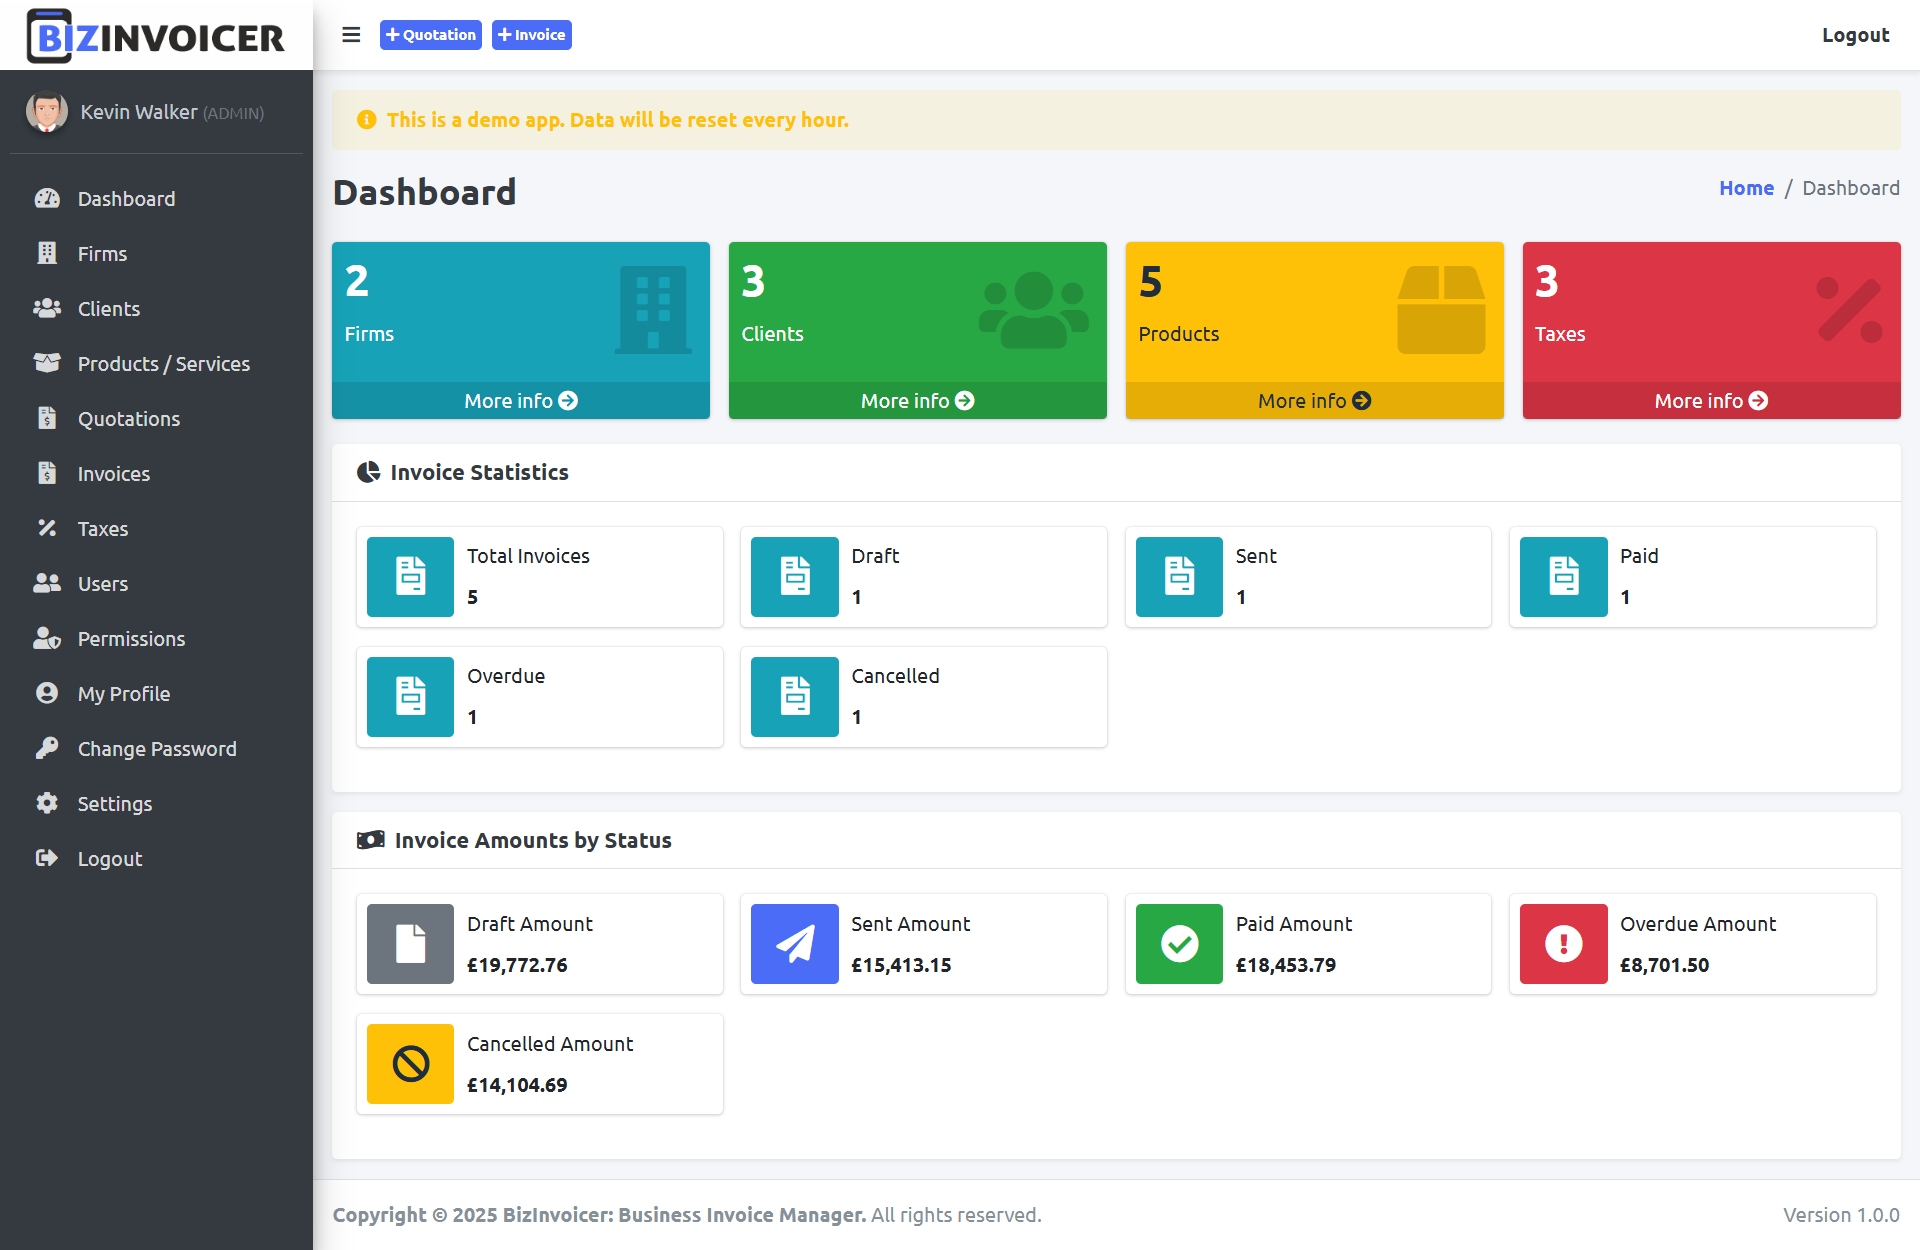 BIZINVOICER
+ Quotation
+ Invoice
Logout
Kevin Walker (ADMIN)
Dashboard
Firms
Clients
Products / Services
Quotations
Invoices
Taxes
Users
Permissions
My Profile
Change Password
Settings
Logout
This is a demo app. Data will be reset every hour.
Dashboard
Home / Dashboard
2
Firms
More info
3
Clients
More info
5
Products
More info
3
Taxes
More info
Invoice Statistics
Total Invoices
5
Draft
1
Sent
1
Paid
1
Overdue
1
Cancelled
1
Invoice Amounts by Status
Draft Amount
£19,772.76
Sent Amount
£15,413.15
Paid Amount
£18,453.79
Overdue Amount
£8,701.50
Cancelled Amount
£14,104.69
Copyright © 2025 BizInvoicer: Business Invoice Manager. All rights reserved.
Version 1.0.0